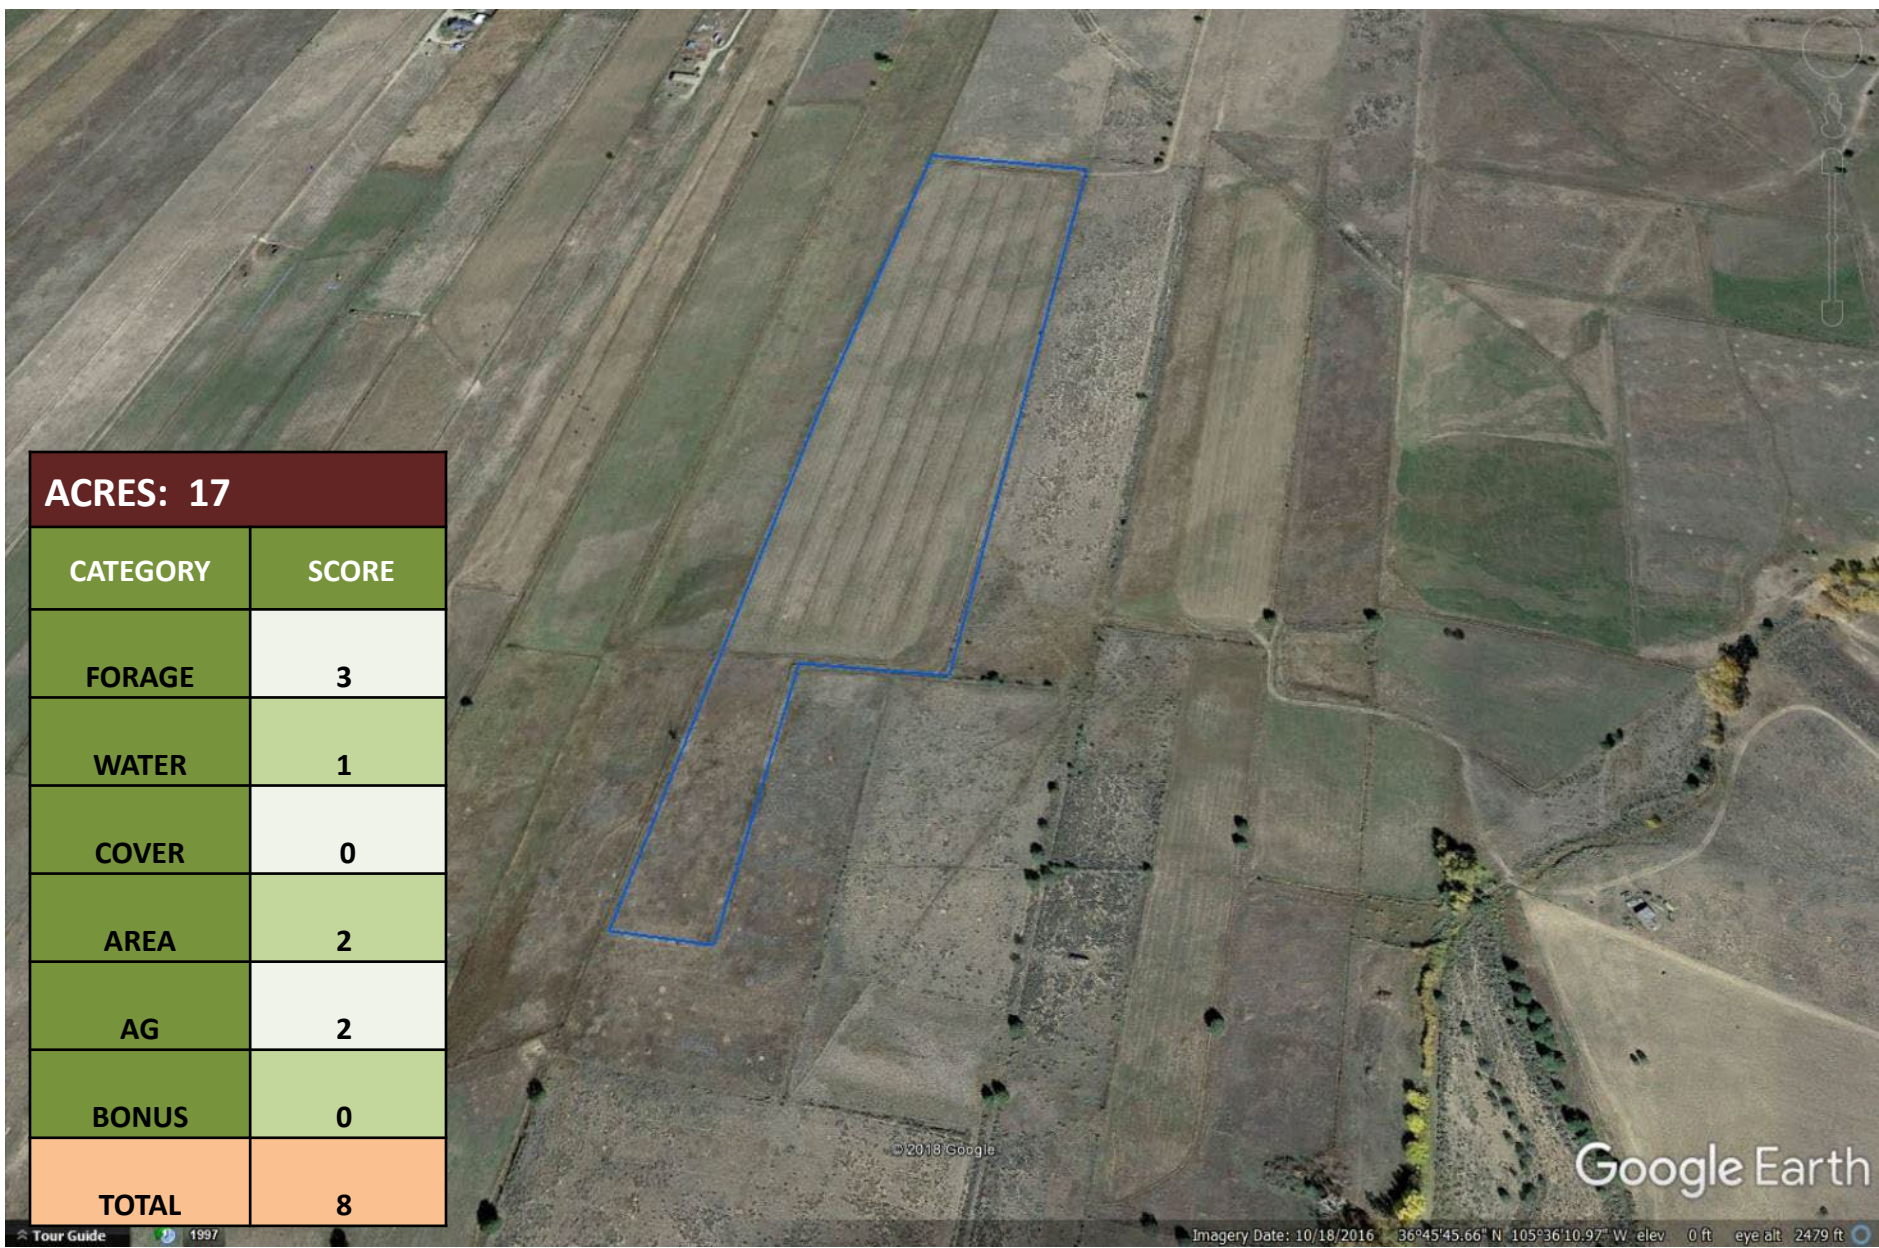 ACRES: 17
CATEGORY SCORE
FORAGE 3
WATER 1
COVER 0
AREA 2
AG 2
BONUS 0
TOTAL 8
© 2018 Google
Google Earth
Tour Guide 1997 Imagery Date: 10/18/2016 36°45'45.66" N 105°36'10.97" W elev 0 ft eye alt 2479 ft